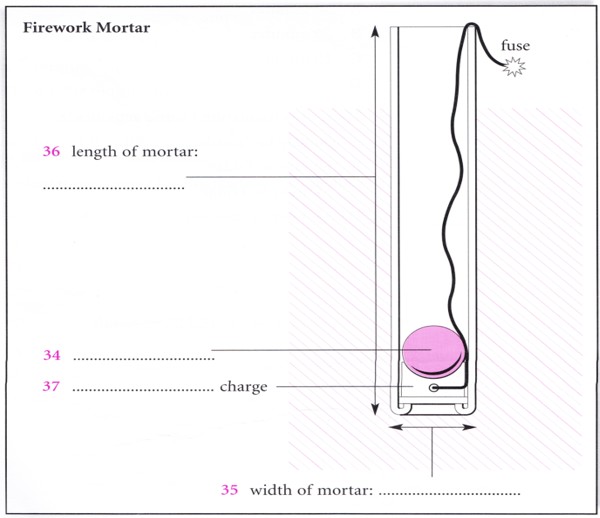 Firework Mortar
fuse
36 length of mortar:
.................................
34 .................................
37 ................................. charge
35 width of mortar: .................................